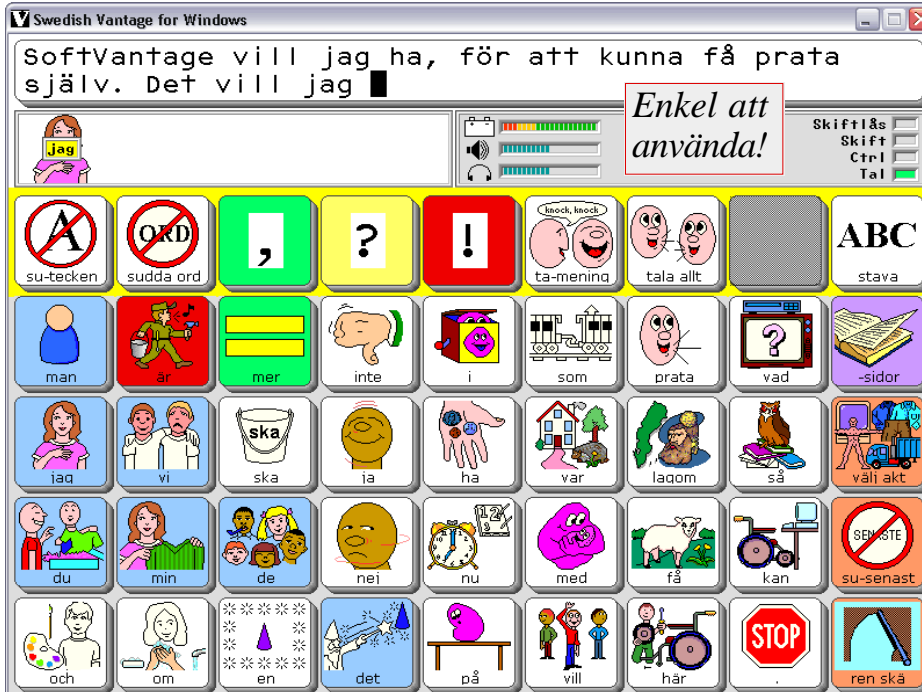 Swedish Vantage for Windows
SoftVantage vill jag ha, för att kunna få prata
själv. Det vill jag
Enkel att
använda!
jag
Skiftlås
Skift
Ctrl
Tal
A
ORD
,
?
!
knock, knock
ABC
su-tecken
sudda ord
ta-mening
tala allt
stava
?
man
är
mer
inte
i
som
prata
vad
-sidor
ska
jag
vi
ska
ja
ha
var
lagom
så
välj akt
12
SENASTE
du
min
de
nej
nu
med
få
kan
su-senast
STOP
och
om
en
det
på
vill
här
.
ren skä